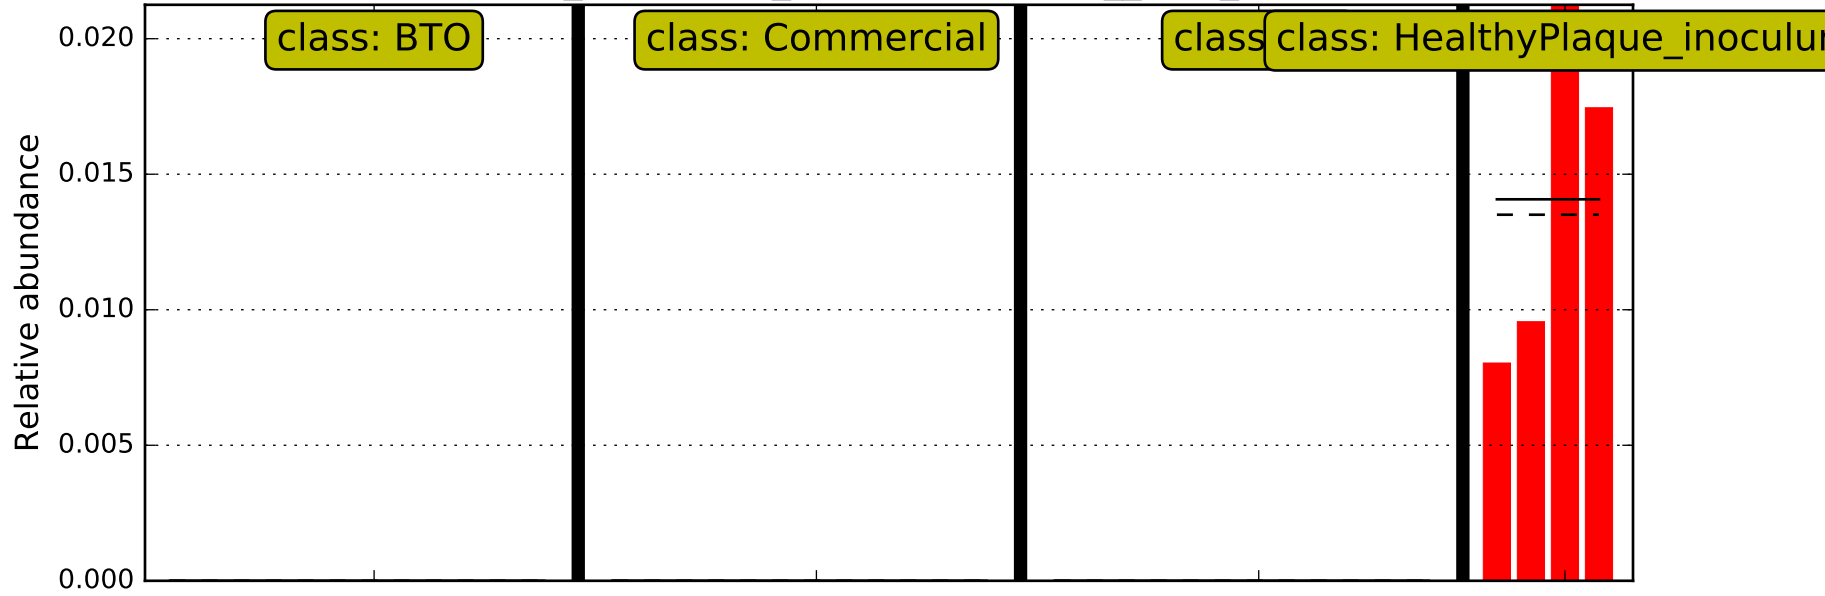 class: BTO
class: Commercial
class
class: HealthyPlaque_inoculu
Relative abundance
0.020
0.015
0.010
0.005
0.000